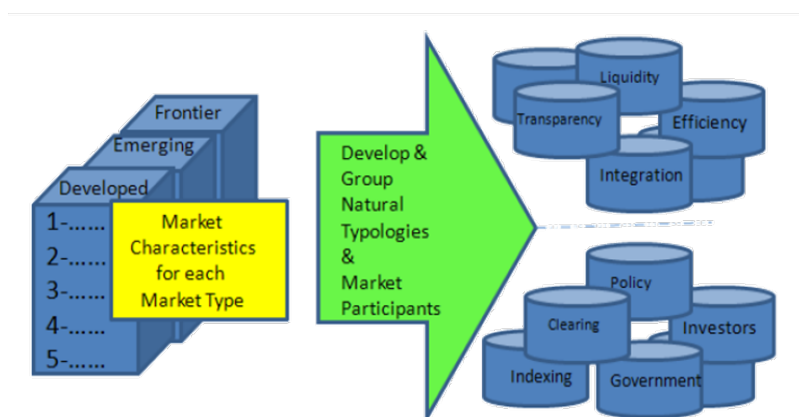 Frontier
Emerging
Developed
1-......
2-......
3-......
4-......
5-......
Market
Characteristics
for each
Market Type
Develop &
Group
Natural
Typologies
&
Market
Participants
Liquidity
Transparency
Efficiency
Integration
Policy
Clearing
Investors
Indexing
Government